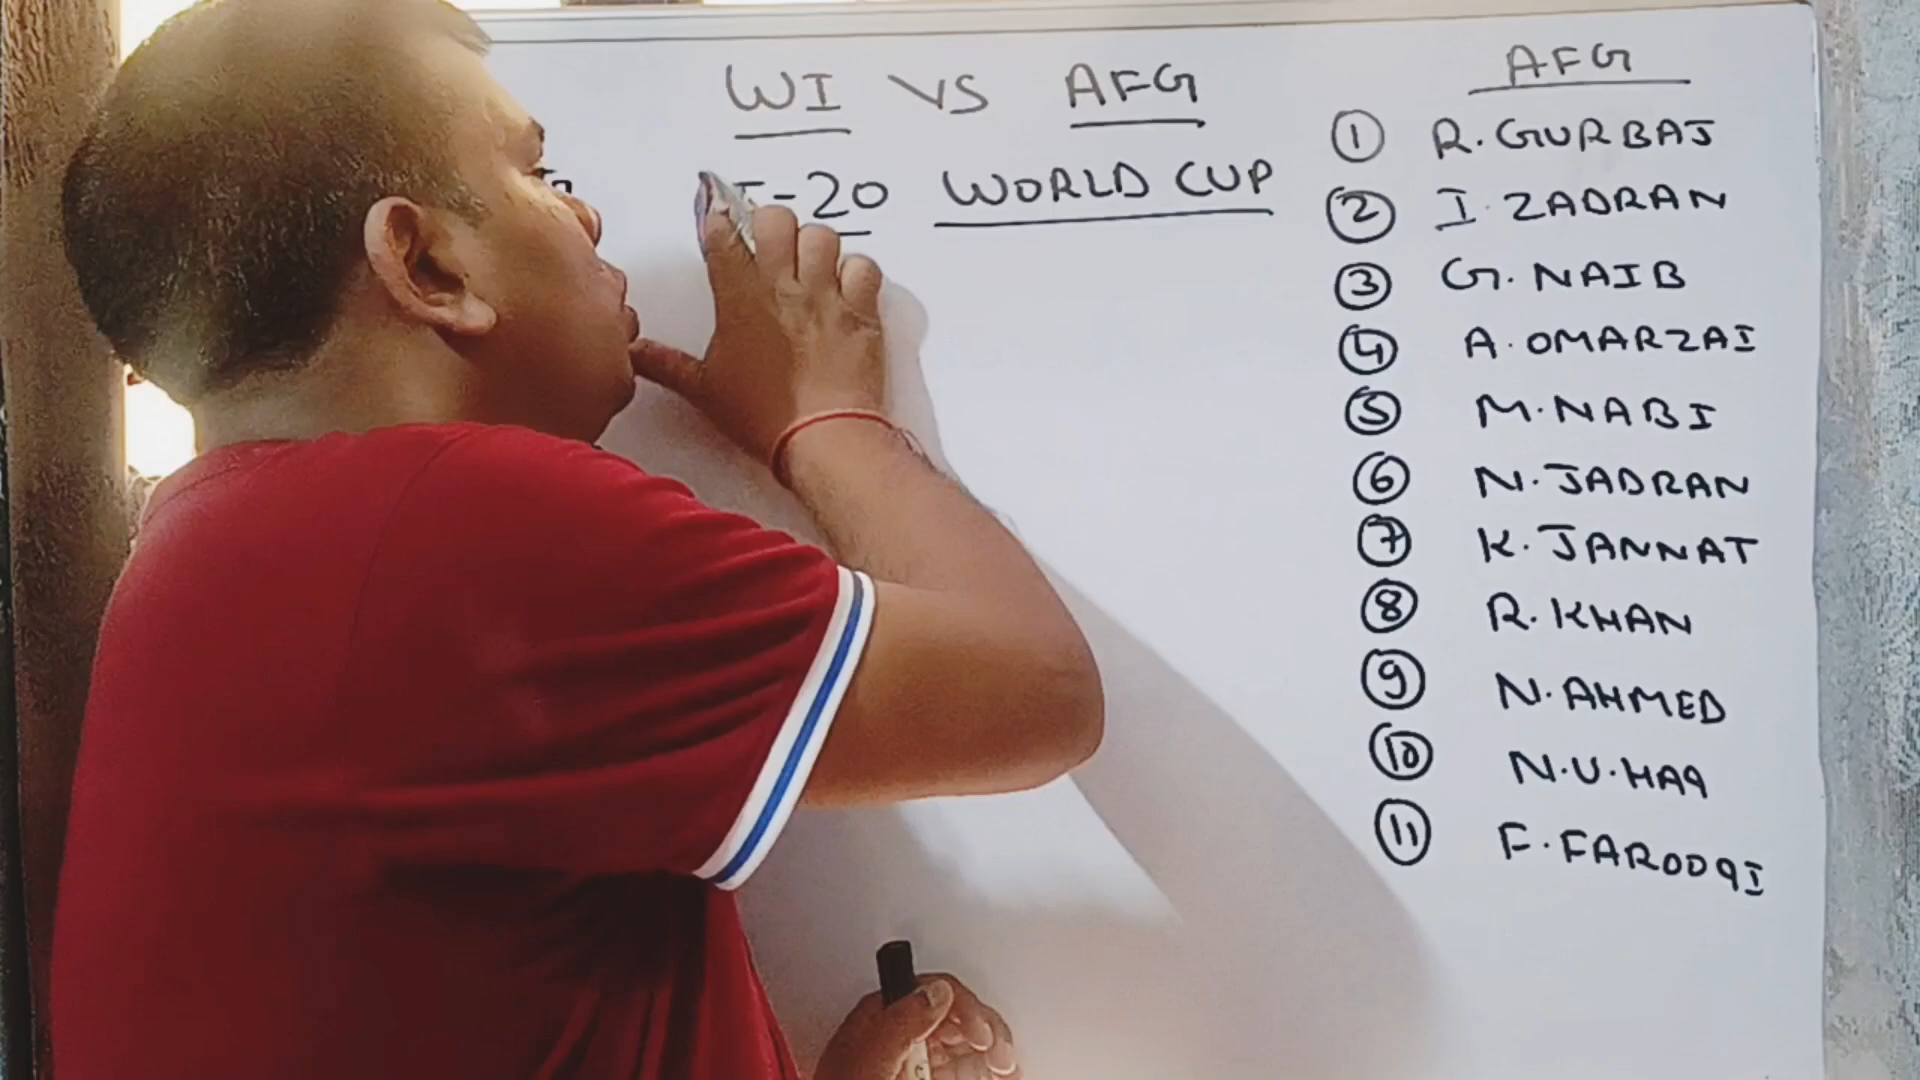 WI VS AFG
T-20 WORLD CUP
AFG
1 R. GURBAJ
2 I. ZADRAN
3 G. NAIB
4 A. OMARZAI
5 M. NABI
6 N. JADRAN
7 K. JANNAT
8 R. KHAN
9 N. AHMED
10 N.U. HAq
11 F. FAROOqI